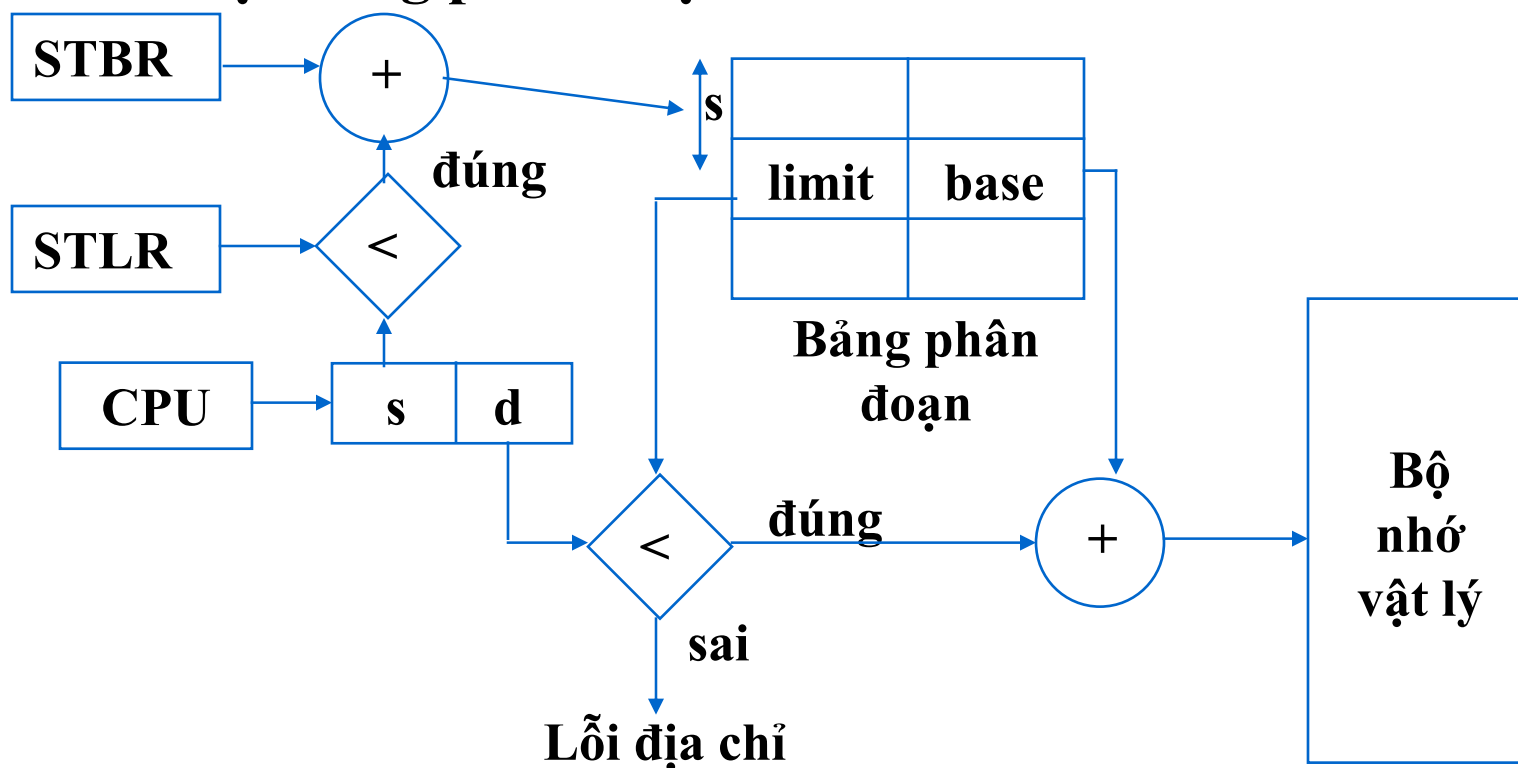 STBR
+
s
đúng
limit base
STLR
<
Bảng phân
đoạn
CPU
s d
Bộ
nhớ
vật lý
đúng
<
+
sai
Lỗi địa chỉ